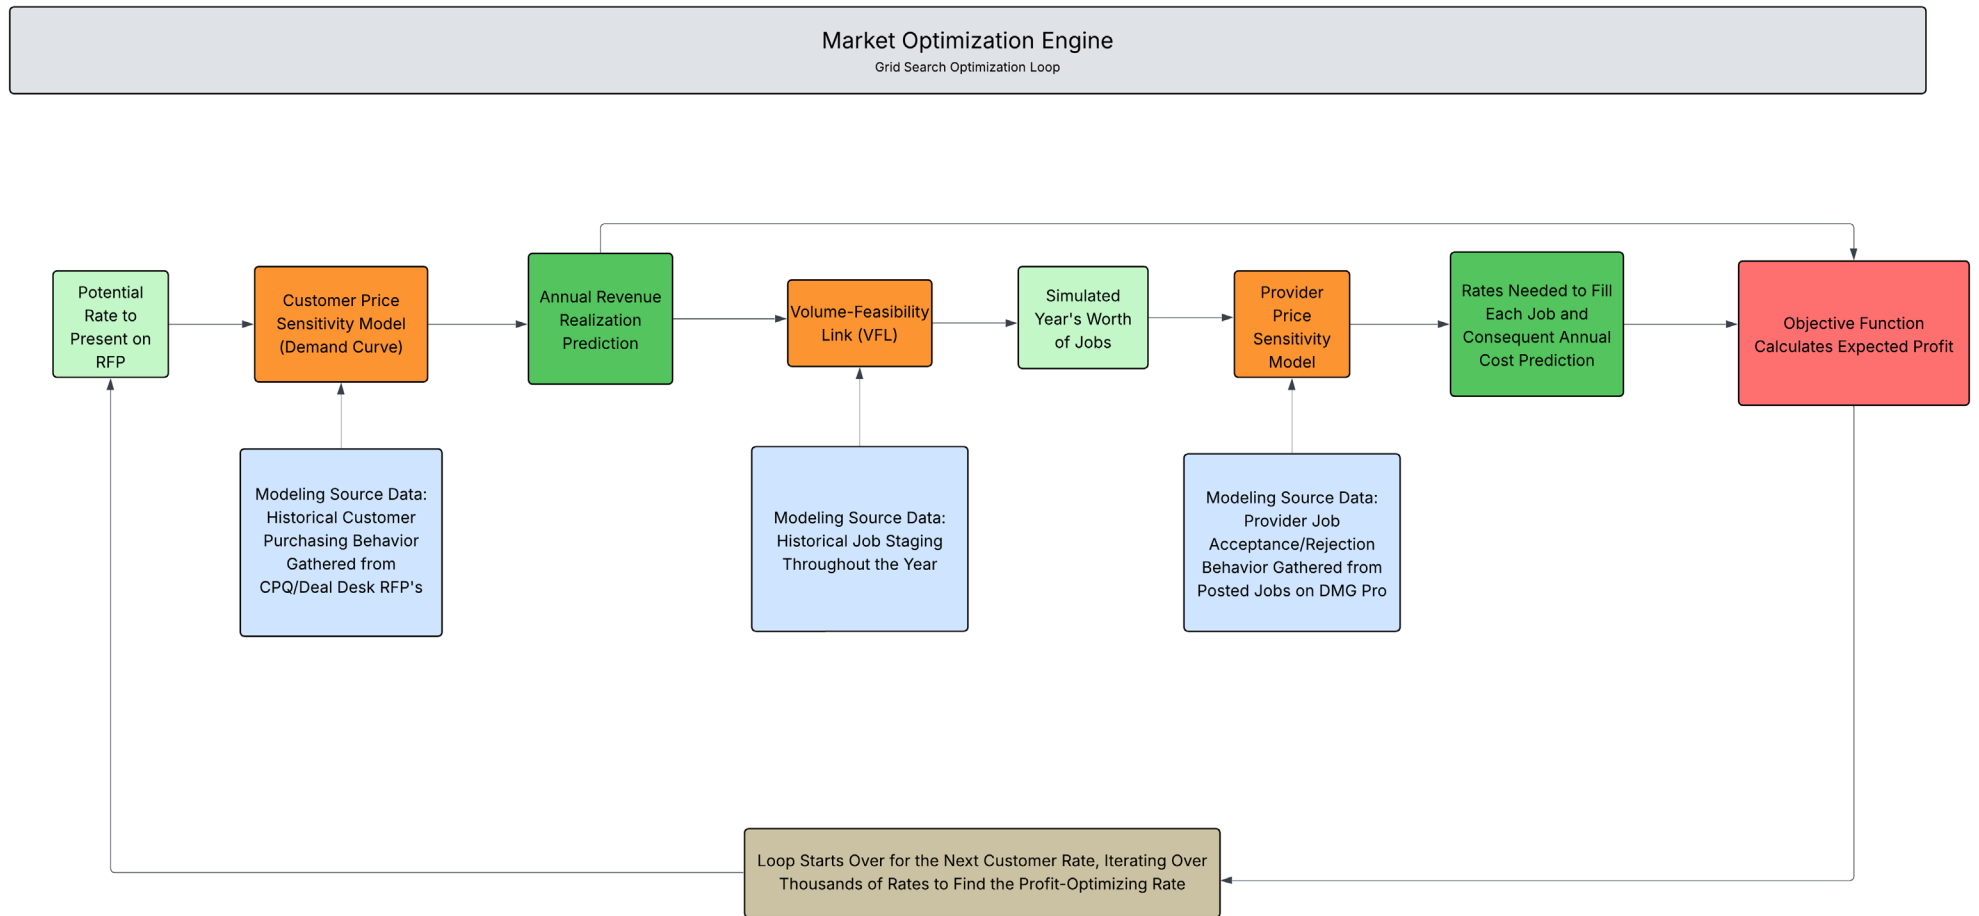 Market Optimization Engine
Grid Search Optimization Loop
Potential
Rate to
Present on
RFP
Customer Price
Sensitivity Model
(Demand Curve)
Annual Revenue
Realization
Prediction
Volume-Feasibility
Link (VFL)
Simulated
Year's Worth
of Jobs
Provider
Price
Sensitivity
Model
Rates Needed to Fill
Each Job and
Consequent Annual
Cost Prediction
Objective Function
Calculates Expected Profit
Modeling Source Data:
Historical Customer
Purchasing Behavior
Gathered from
CPQ/Deal Desk RFP's
Modeling Source Data:
Historical Job Staging
Throughout the Year
Modeling Source Data:
Provider Job
Acceptance/Rejection
Behavior Gathered from
Posted Jobs on DMG Pro
Loop Starts Over for the Next Customer Rate, Iterating Over
Thousands of Rates to Find the Profit-Optimizing Rate